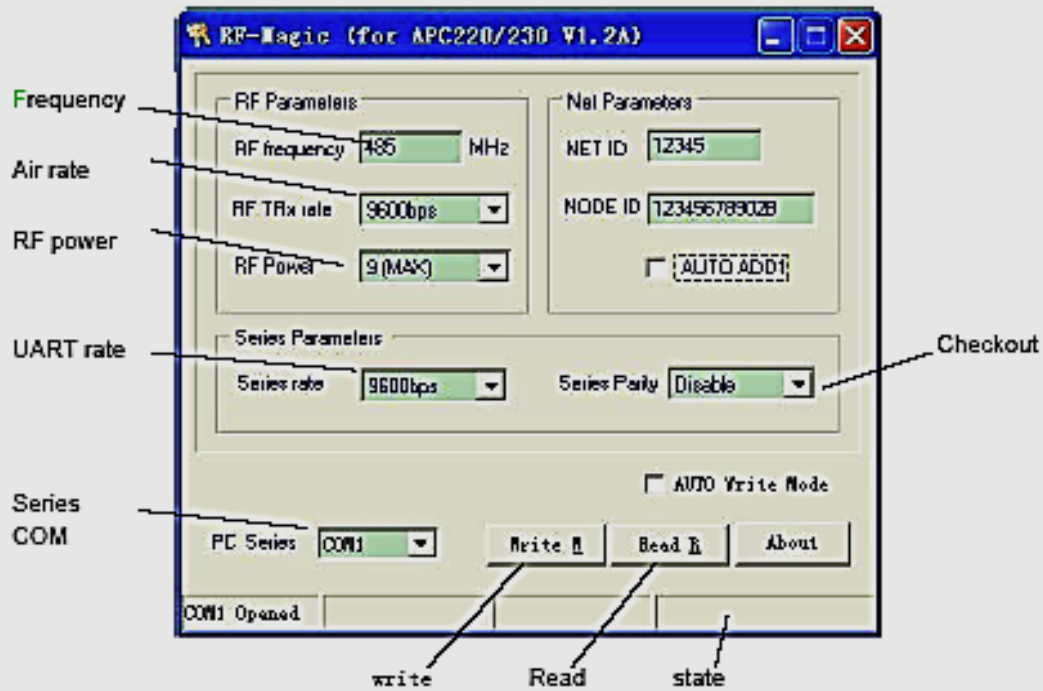 RF-Magic (for APC220/230 V1.2A)
Frequency
RF Parameters
Net Parameters
RF frequency 485 MHz
NET ID 12345
Air rate
RF TRx rate 9600bps
NODE ID 123456789028
RF power
RF Power 9 (MAX)
AUTO ADD1
Series Parameters
UART rate
Checkout
Series rate 9600bps
Series Parity Disable
AUTO Write Mode
Series
COM
PC Series COM1
Write W
Read R
About
COM1 Opened
write
Read
state